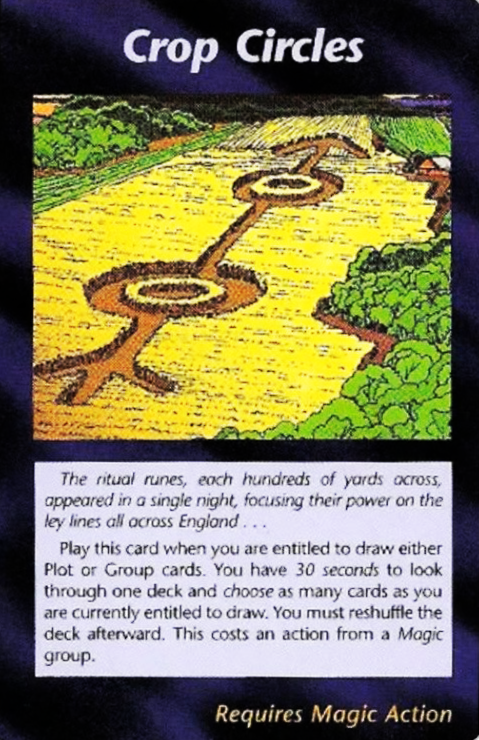 Crop Circles
The ritual runes, each hundreds of yards across,
appeared in a single night, focusing their power on the
ley lines all across England . . .
Play this card when you are entitled to draw either
Plot or Group cards. You have 30 seconds to look
through one deck and choose as many cards as you
are currently entitled to draw. You must reshuffle the
deck afterward. This costs an action from a Magic
group.
Requires Magic Action